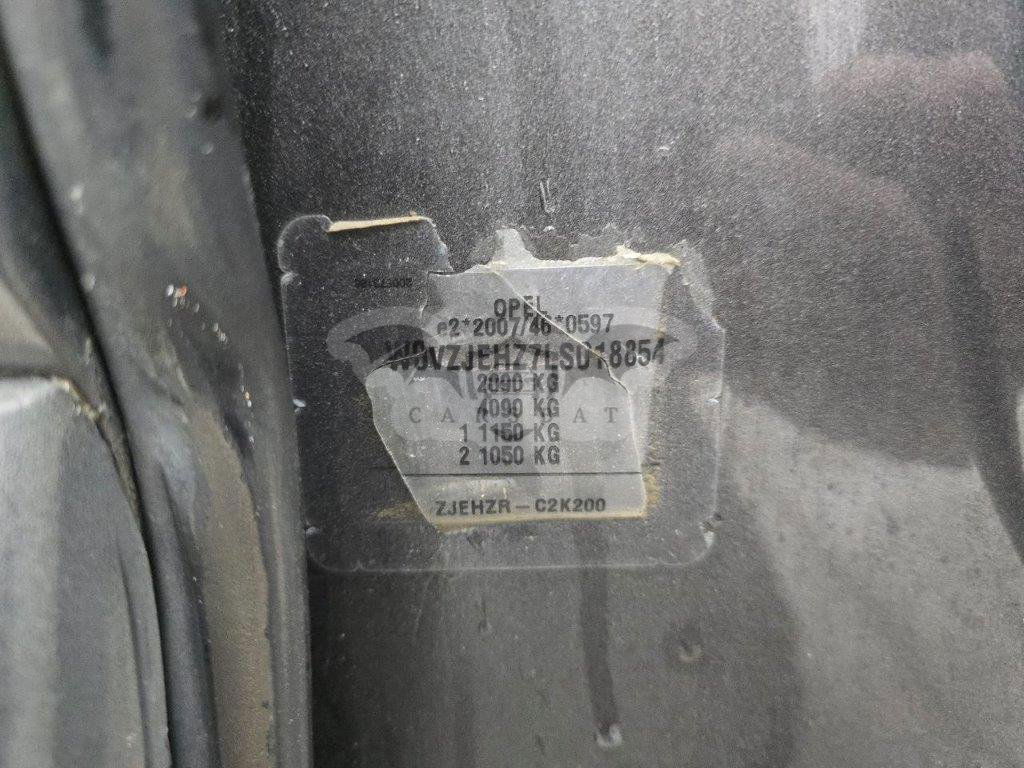 OPEL
e2*2007/46*0597
W0VZJEHZ7LS018854
2090 KG
4090 KG
1 1150 KG
2 1050 KG
ZJEHZR-C2K200